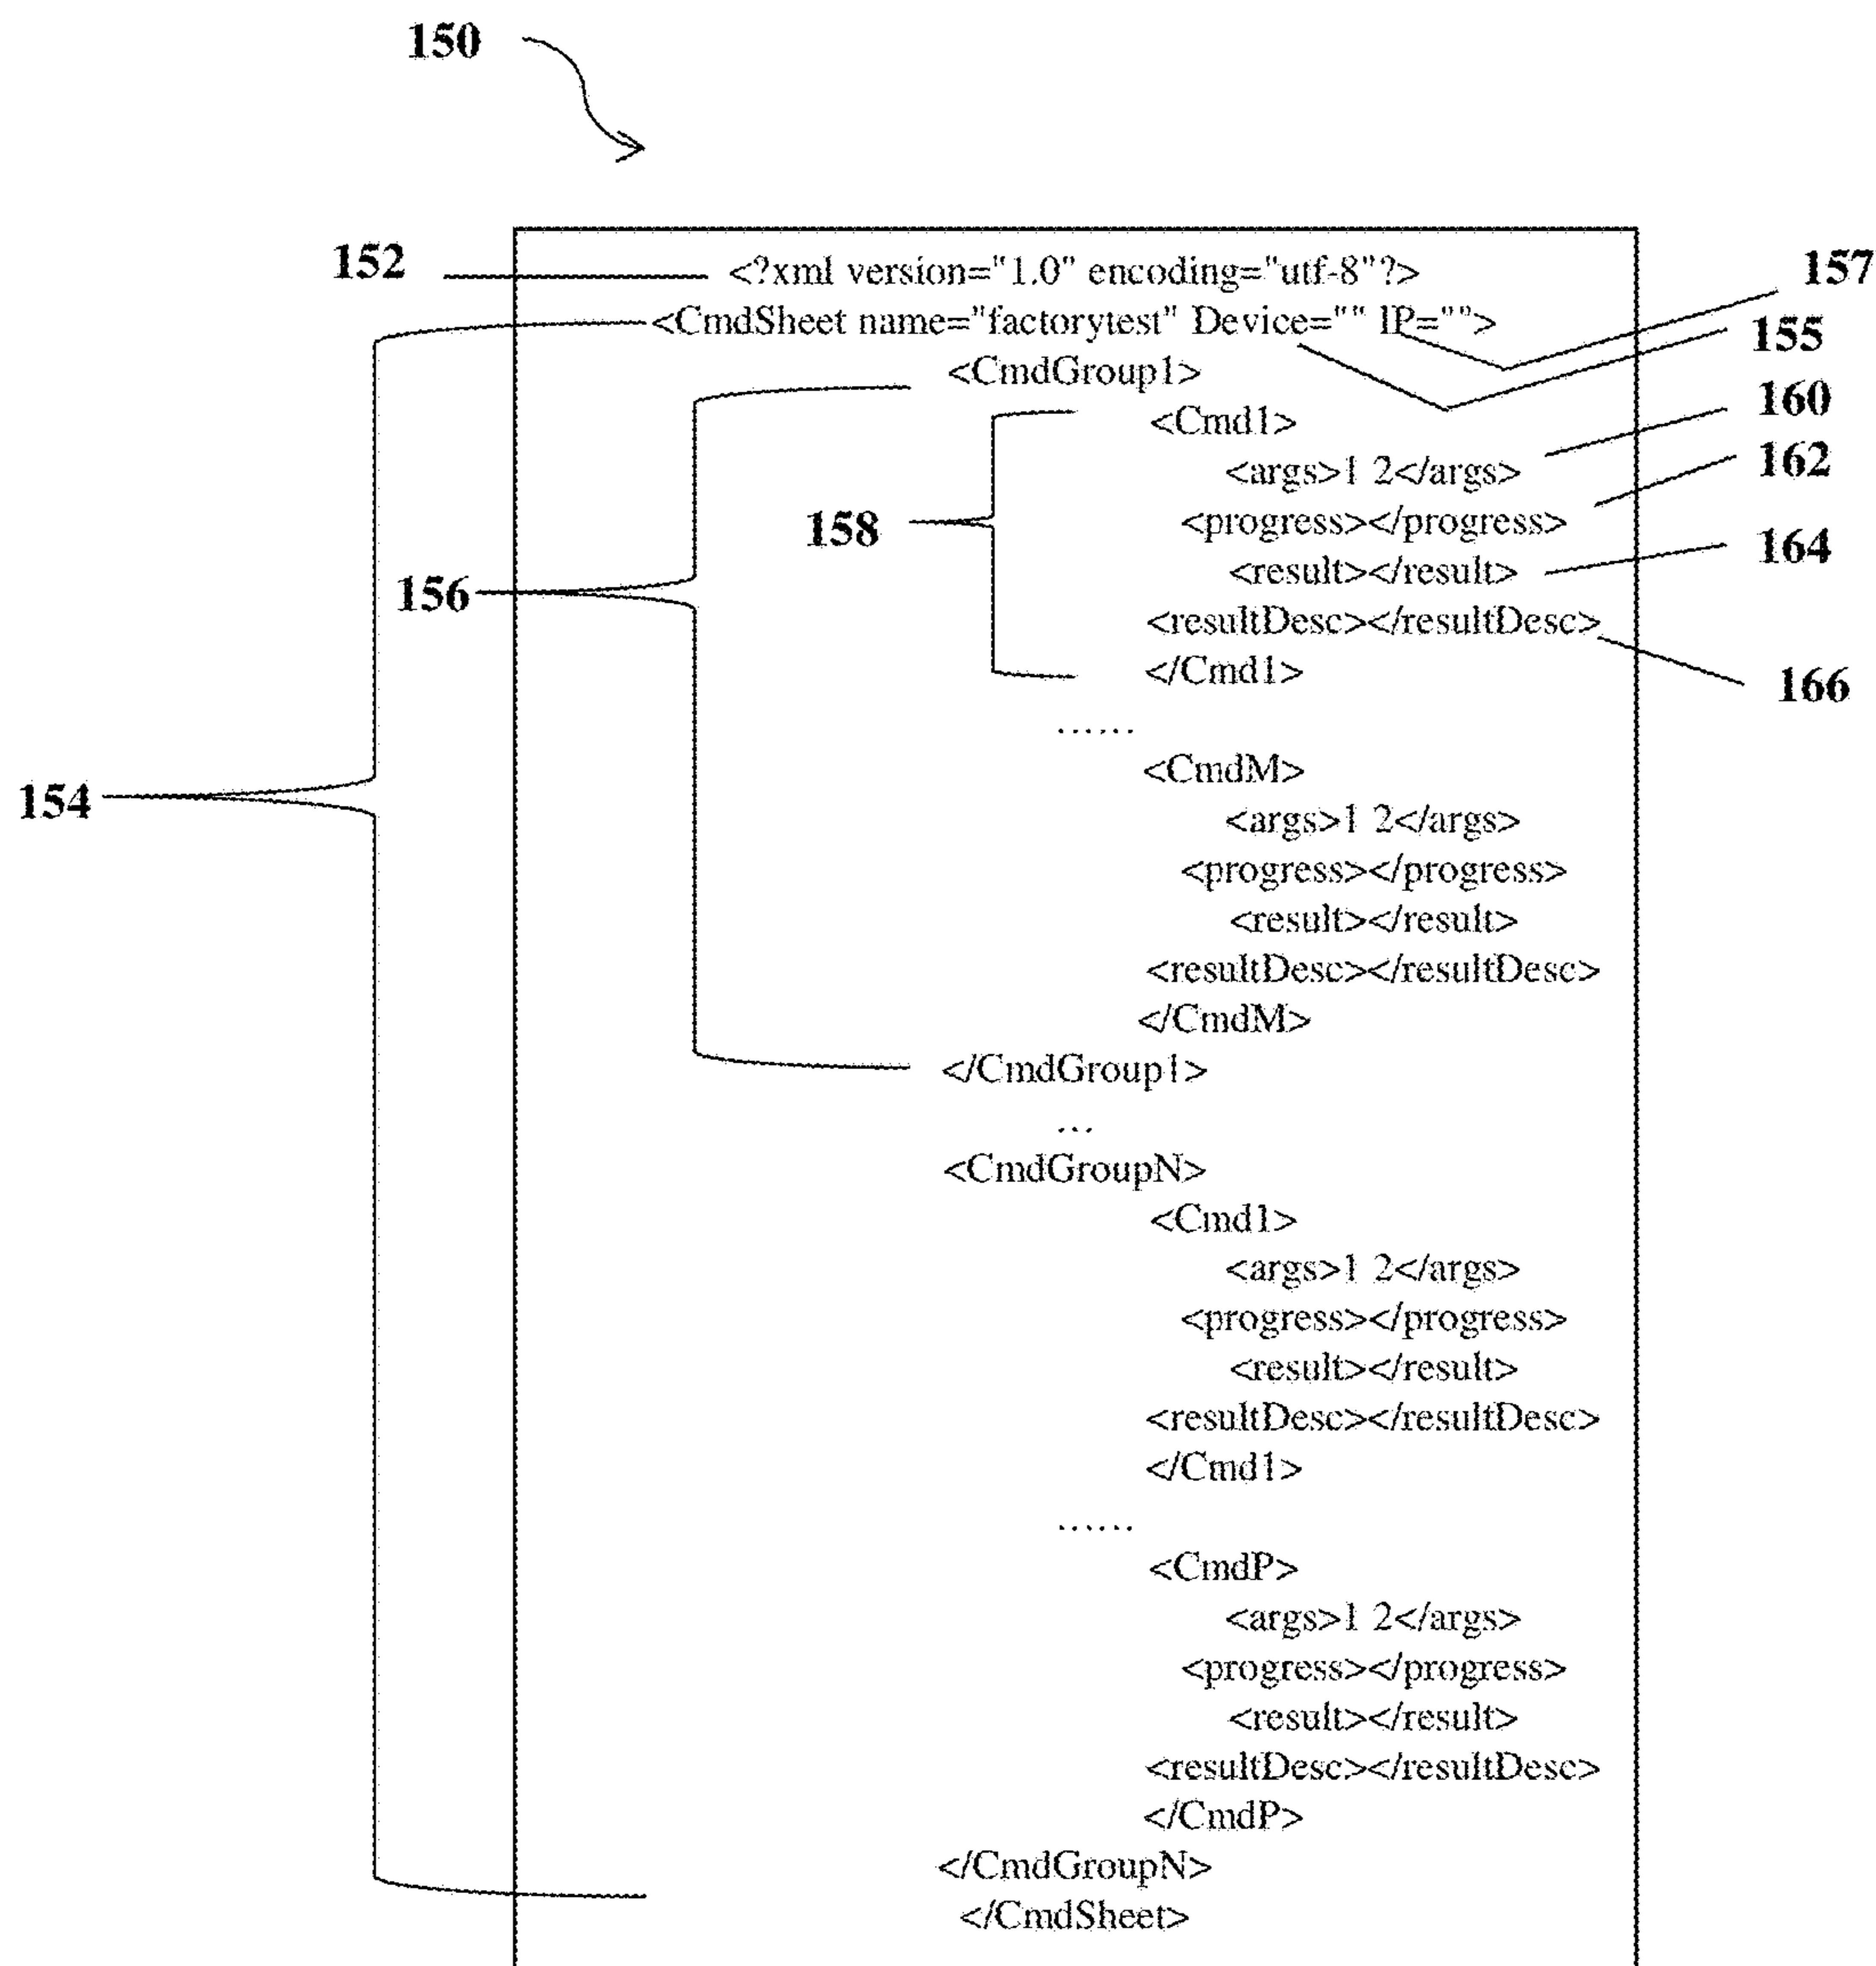 150
152 <?xml version="1.0" encoding="utf-8"?> 157
<CmdSheet name="factorytest" Device="" IP=""> 155
<CmdGroup1>
<Cmd1> 160
<args>1 2</args> 162
158 <progress></progress>
<result></result> 164
156 <resultDesc></resultDesc>
</Cmd1> 166
......
<CmdM>
154 <args>1 2</args>
<progress></progress>
<result></result>
<resultDesc></resultDesc>
</CmdM>
</CmdGroup1>
...
<CmdGroupN>
<Cmd1>
<args>1 2</args>
<progress></progress>
<result></result>
<resultDesc></resultDesc>
</Cmd1>
......
<CmdP>
<args>1 2</args>
<progress></progress>
<result></result>
<resultDesc></resultDesc>
</CmdP>
</CmdGroupN>
</CmdSheet>